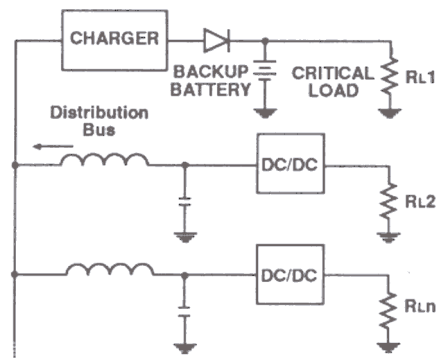 CHARGER
BACKUP
BATTERY
CRITICAL
LOAD
RL1
Distribution
Bus
DC/DC
RL2
DC/DC
RLn